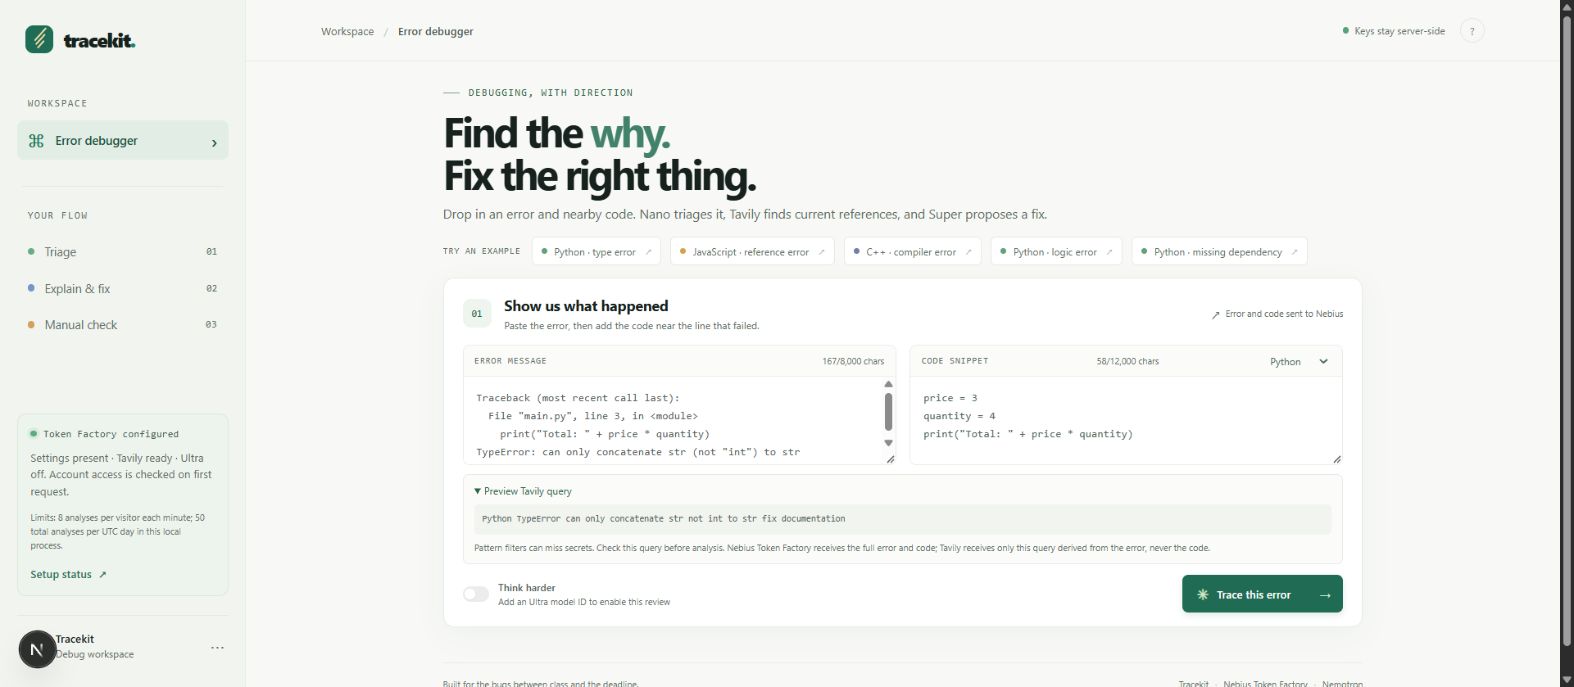 tracekit.
WORKSPACE
Error debugger
YOUR FLOW
Triage 01
Explain & fix 02
Manual check 03
Token Factory configured
Settings present · Tavily ready · Ultra
off. Account access is checked on first
request.
Limits: 8 analyses per visitor each minute; 50
total analyses per UTC day in this local
process.
Setup status ↗
N
Tracekit
Debug workspace
Workspace / Error debugger
Keys stay server-side ?
DEBUGGING, WITH DIRECTION
Find the why.
Fix the right thing.
Drop in an error and nearby code. Nano triages it, Tavily finds current references, and Super proposes a fix.
TRY AN EXAMPLE Python · type error ↗ JavaScript · reference error ↗ C++ · compiler error ↗ Python · logic error ↗ Python · missing dependency ↗
01
Show us what happened
Paste the error, then add the code near the line that failed.
↗ Error and code sent to Nebius
ERROR MESSAGE 167/8,000 chars
Traceback (most recent call last):
File "main.py", line 3, in <module>
print("Total: " + price * quantity)
TypeError: can only concatenate str (not "int") to str
CODE SNIPPET 58/12,000 chars Python
price = 3
quantity = 4
print("Total: " + price * quantity)
▼ Preview Tavily query
Python TypeError can only concatenate str not int to str fix documentation
Pattern filters can miss secrets. Check this query before analysis. Nebius Token Factory receives the full error and code; Tavily receives only this query derived from the error, never the code.
Think harder
Add an Ultra model ID to enable this review
Trace this error →
Built for the bugs between class and the deadline.
Tracekit · Nebius Token Factory · Nemotron